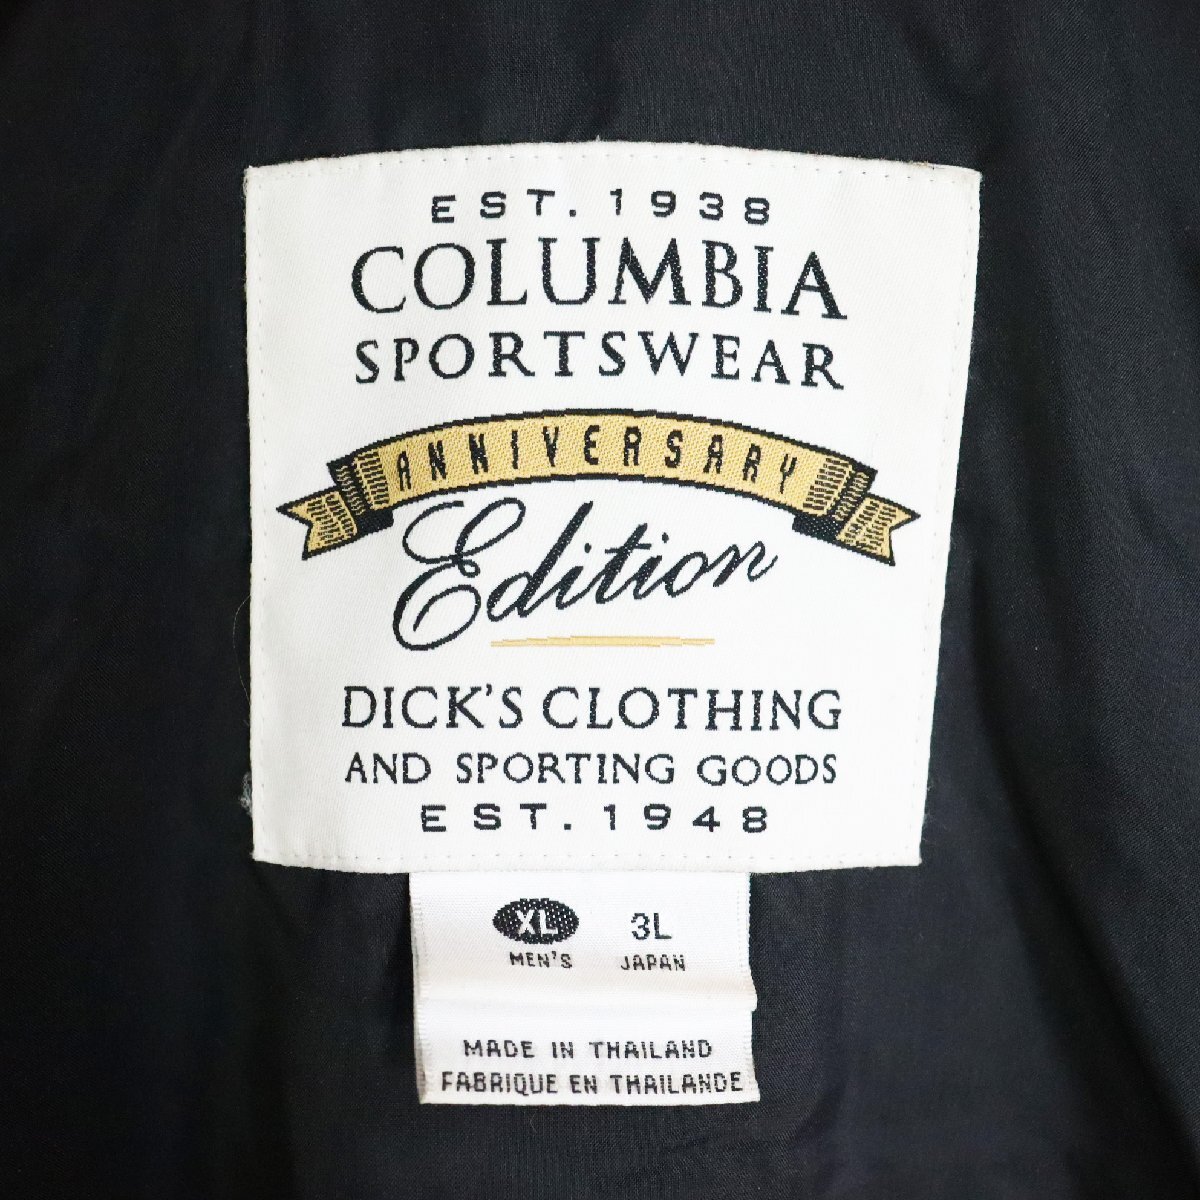 EST. 1938
COLUMBIA
SPORTSWEAR
ANNIVERSARY
Edition
DICK'S CLOTHING
AND SPORTING GOODS
EST. 1948
XL 3L
MEN'S JAPAN
MADE IN THAILAND
FABRIQUE EN THAILANDE